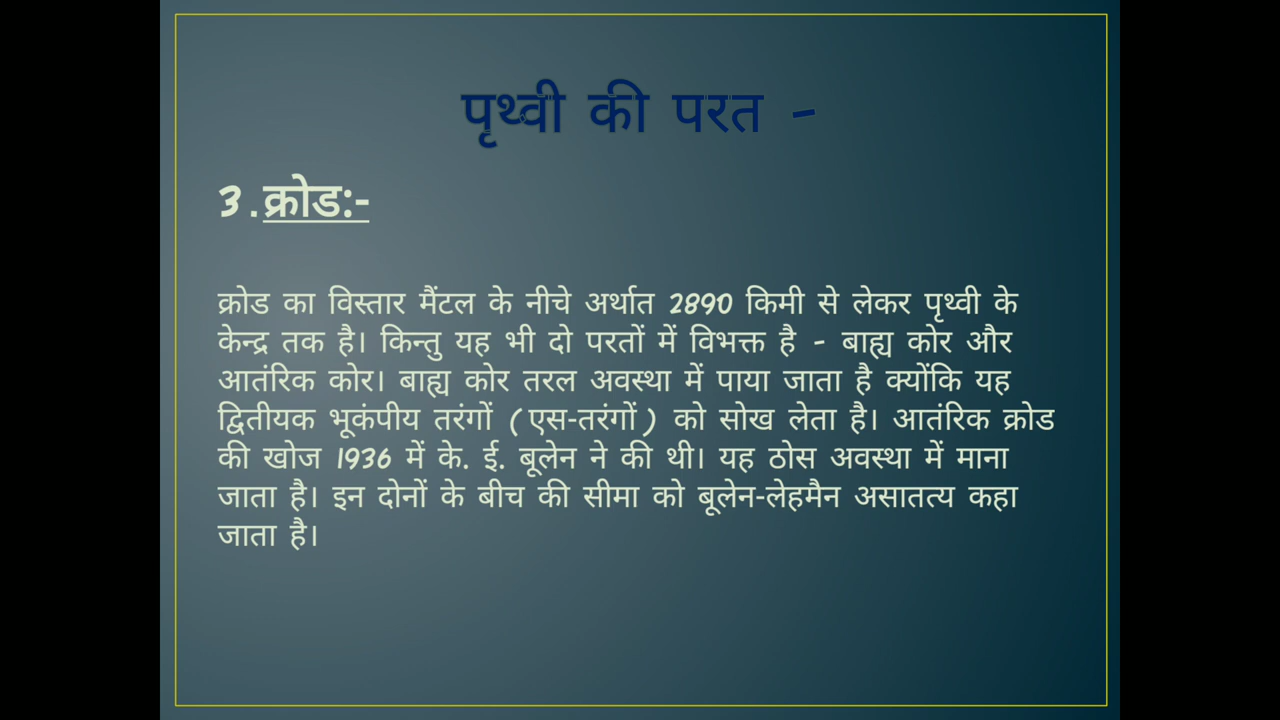 पृथ्वी की परत -
3.क्रोड:-
क्रोड का विस्तार मैंटल के नीचे अर्थात 2890 किमी से लेकर पृथ्वी के
केन्द्र तक है। किन्तु यह भी दो परतों में विभक्त है - बाह्य कोर और
आतंरिक कोर। बाह्य कोर तरल अवस्था में पाया जाता है क्योंकि यह
द्वितीयक भूकंपीय तरंगों (एस-तरंगों) को सोख लेता है। आतंरिक क्रोड
की खोज 1936 में के. ई. बूलेन ने की थी। यह ठोस अवस्था में माना
जाता है। इन दोनों के बीच की सीमा को बूलेन-लेहमैन असातत्य कहा
जाता है।